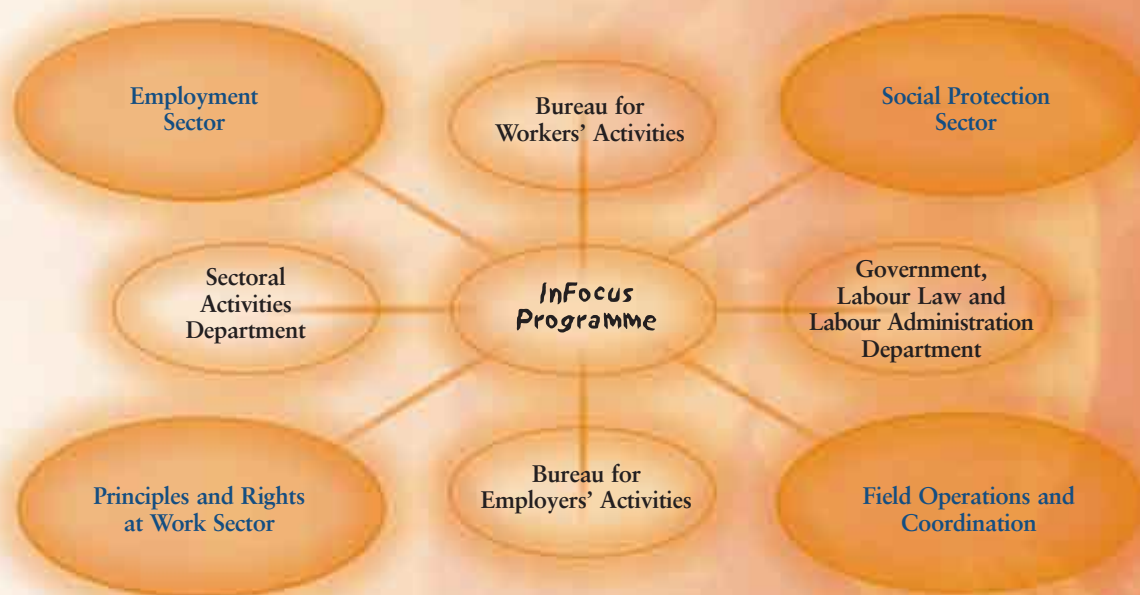 Employment
Sector
Bureau for
Workers’ Activities
Social Protection
Sector
Sectoral
Activities
Department
InFocus
Programme
Government,
Labour Law and
Labour Administration
Department
Principles and Rights
at Work Sector
Bureau for
Employers’ Activities
Field Operations and
Coordination